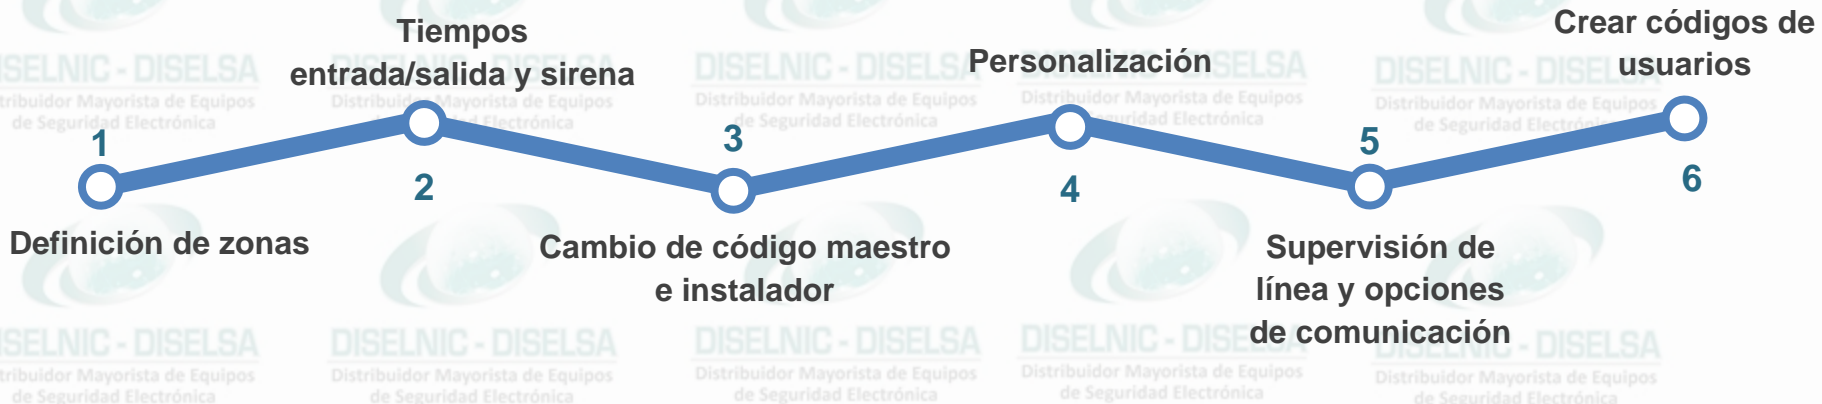 1
Definición de zonas
Tiempos
entrada/salida y sirena
2
3
Cambio de código maestro
e instalador
Personalización
4
5
Supervisión de
línea y opciones
de comunicación
Crear códigos de
usuarios
6
DISELNIC - DISELSA
Distribuidor Mayorista de Equipos
de Seguridad Electrónica